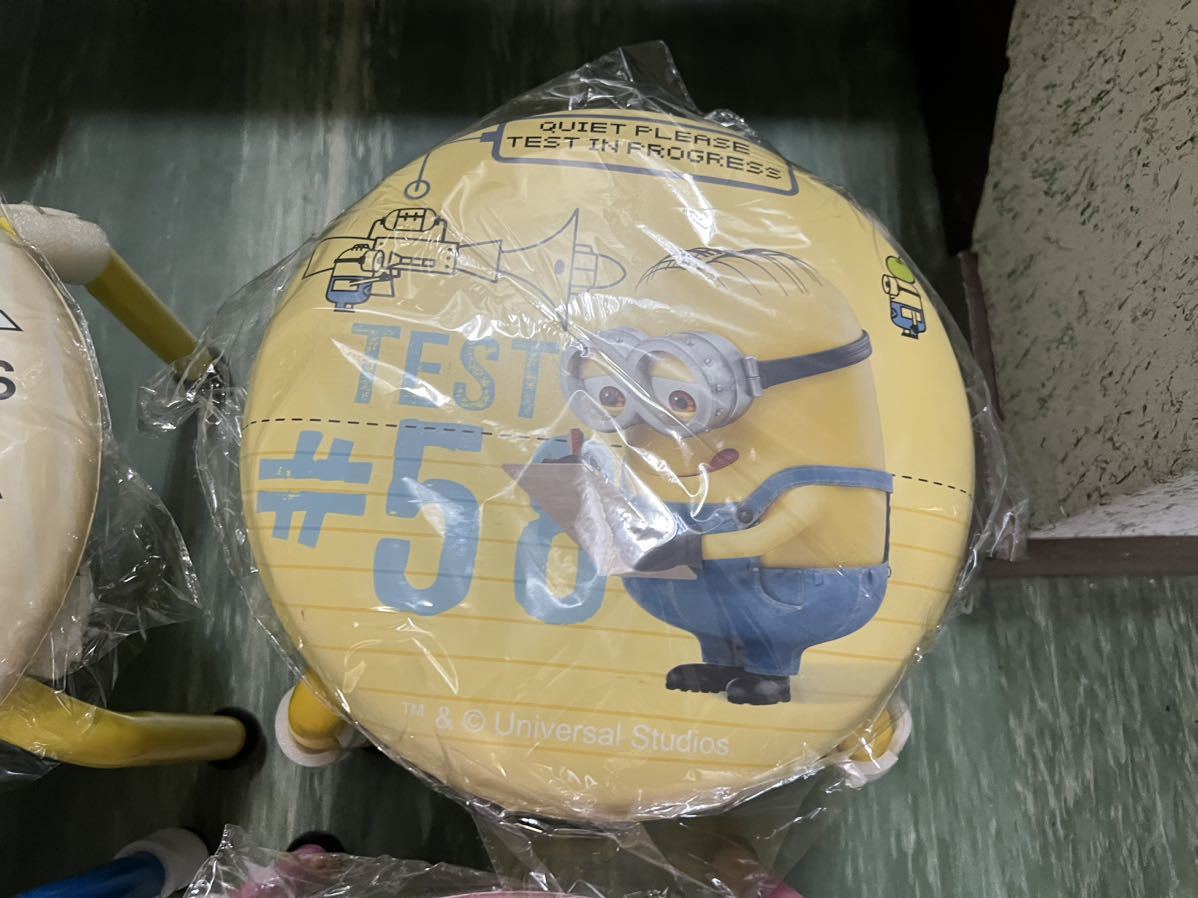 QUIET PLEASE
TEST IN PROGRESS
TEST
#58
™ & © Universal Studios
S